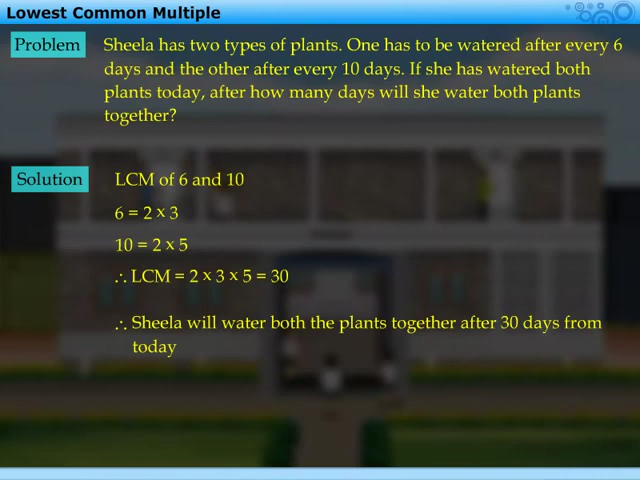 Lowest Common Multiple
Problem
Sheela has two types of plants. One has to be watered after every 6
days and the other after every 10 days. If she has watered both
plants today, after how many days will she water both plants
together?
Solution
LCM of 6 and 10
6 = 2 x 3
10 = 2 x 5
∴ LCM = 2 x 3 x 5 = 30
∴ Sheela will water both the plants together after 30 days from
today